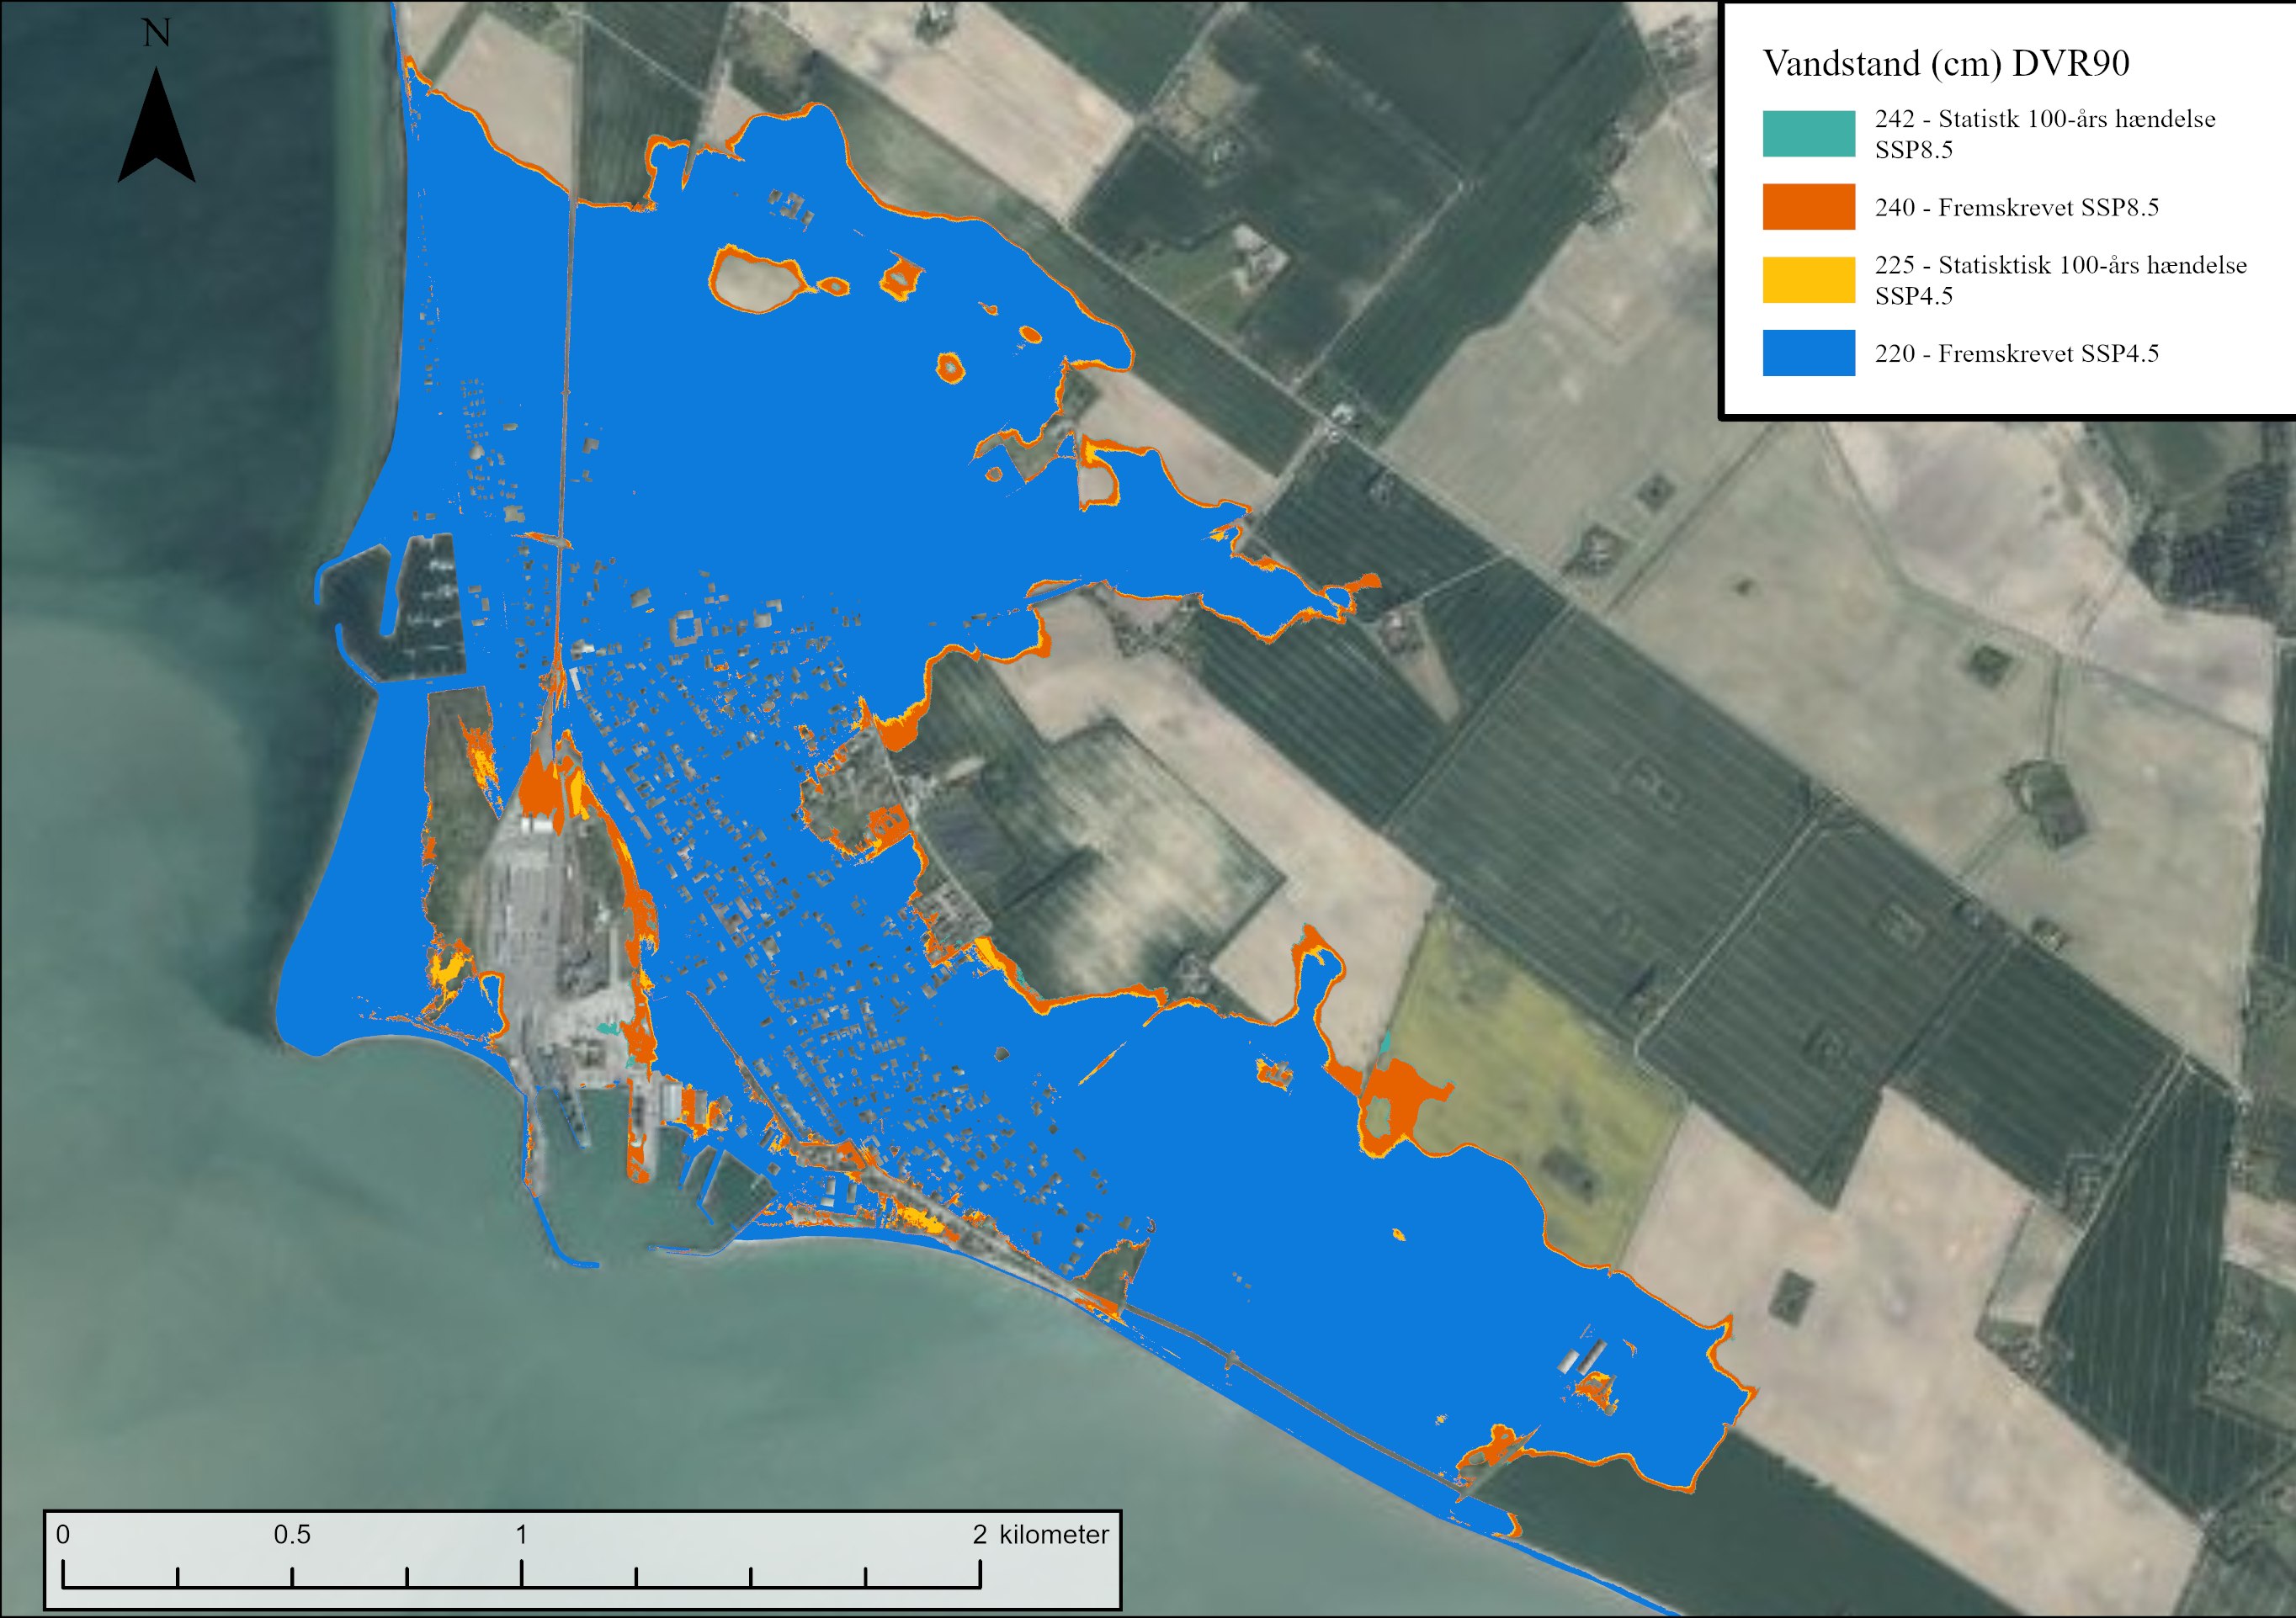 N
Vandstand (cm) DVR90
242 - Statistk 100-års hændelse
SSP8.5
240 - Fremskrevet SSP8.5
225 - Statisktisk 100-års hændelse
SSP4.5
220 - Fremskrevet SSP4.5
0 0.5 1 2 kilometer